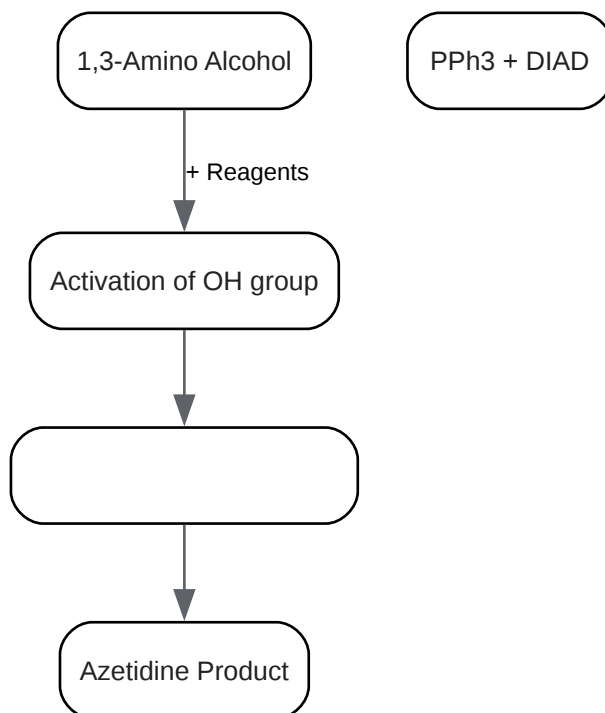 1,3-Amino Alcohol
PPh3 + DIAD
+ Reagents
Activation of OH group
Azetidine Product